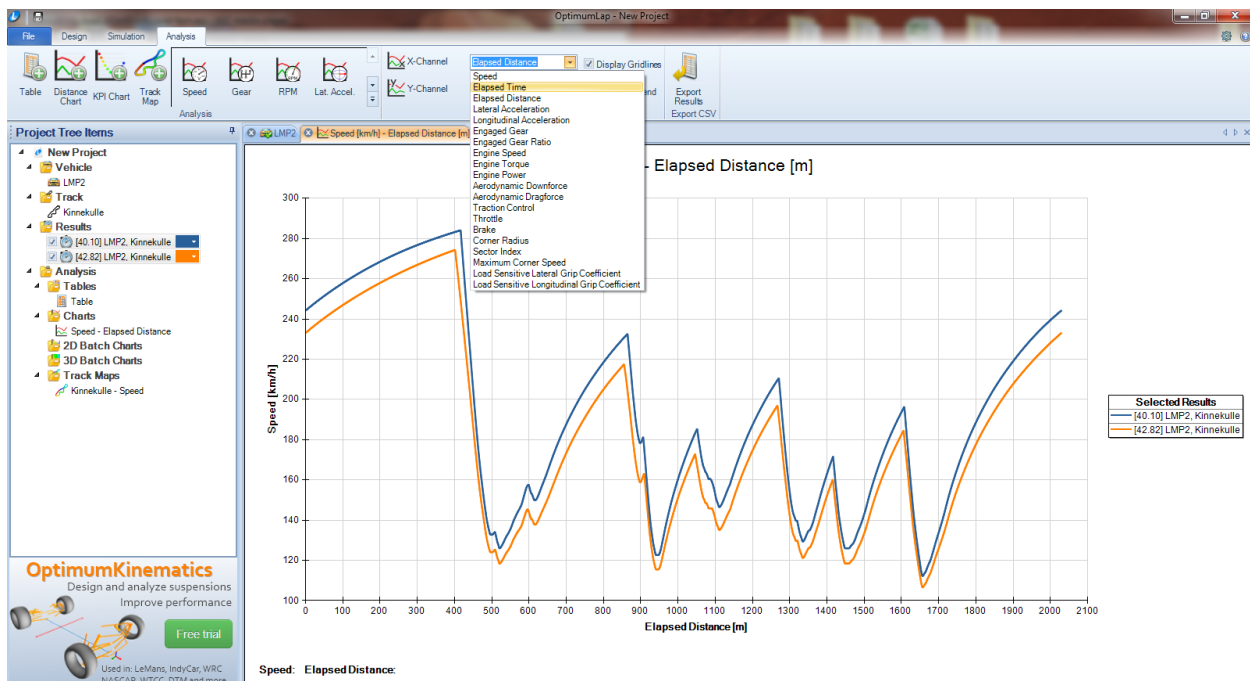 OptimumLap - New Project
File Design Simulation Analysis
Table
Distance Chart
KPI Chart
Track Map
Speed
Gear
RPM
Lat. Accel.
Analysis
X-Channel
Y-Channel
Elapsed Distance
Display Gridlines
Export Results
Export CSV
Speed
Elapsed Time
Elapsed Distance
Lateral Acceleration
Longitudinal Acceleration
Engaged Gear
Engaged Gear Ratio
Engine Speed
Engine Torque
Engine Power
Aerodynamic Downforce
Aerodynamic Dragforce
Traction Control
Throttle
Brake
Corner Radius
Sector Index
Maximum Corner Speed
Load Sensitive Lateral Grip Coefficient
Load Sensitive Longitudinal Grip Coefficient
Project Tree Items
New Project
Vehicle
LMP2
Track
Kinnekulle
Results
[40.10] LMP2, Kinnekulle
[42.82] LMP2, Kinnekulle
Analysis
Tables
Table
Charts
Speed - Elapsed Distance
2D Batch Charts
3D Batch Charts
Track Maps
Kinnekulle - Speed
OptimumKinematics
Design and analyze suspensions
Improve performance
Free trial
Used in: LeMans, IndyCar, WRC
NASCAR, WTCC, DTM and more
LMP2
Speed [km/h] - Elapsed Distance [m]
- Elapsed Distance [m]
Speed [km/h]
300
280
260
240
220
200
180
160
140
120
100
0 100 200 300 400 500 600 700 800 900 1000 1100 1200 1300 1400 1500 1600 1700 1800 1900 2000 2100
Elapsed Distance [m]
Selected Results
[40.10] LMP2, Kinnekulle
[42.82] LMP2, Kinnekulle
Speed: Elapsed Distance: